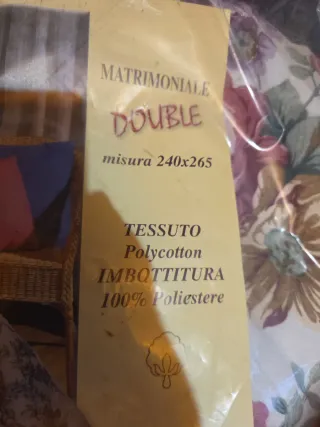 MATRIMONIALE
DOUBLE
misura 240x265
TESSUTO
Polycotton
IMBOTTITURA
100% Poliestere